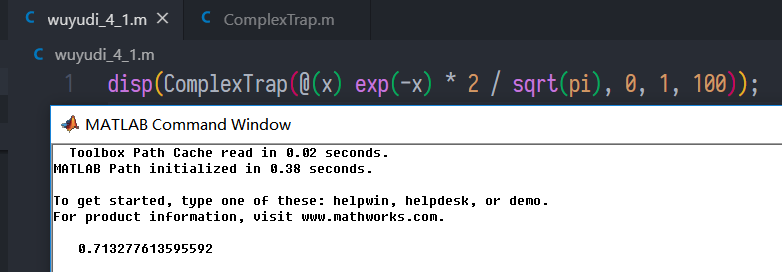 wuyudi_4_1.m
ComplexTrap.m
wuyudi_4_1.m
1 disp(ComplexTrap(@(x) exp(-x) * 2 / sqrt(pi), 0, 1, 100));
MATLAB Command Window
Toolbox Path Cache read in 0.02 seconds.
MATLAB Path initialized in 0.38 seconds.
To get started, type one of these: helpwin, helpdesk, or demo.
For product information, visit www.mathworks.com.
0.713277613595592